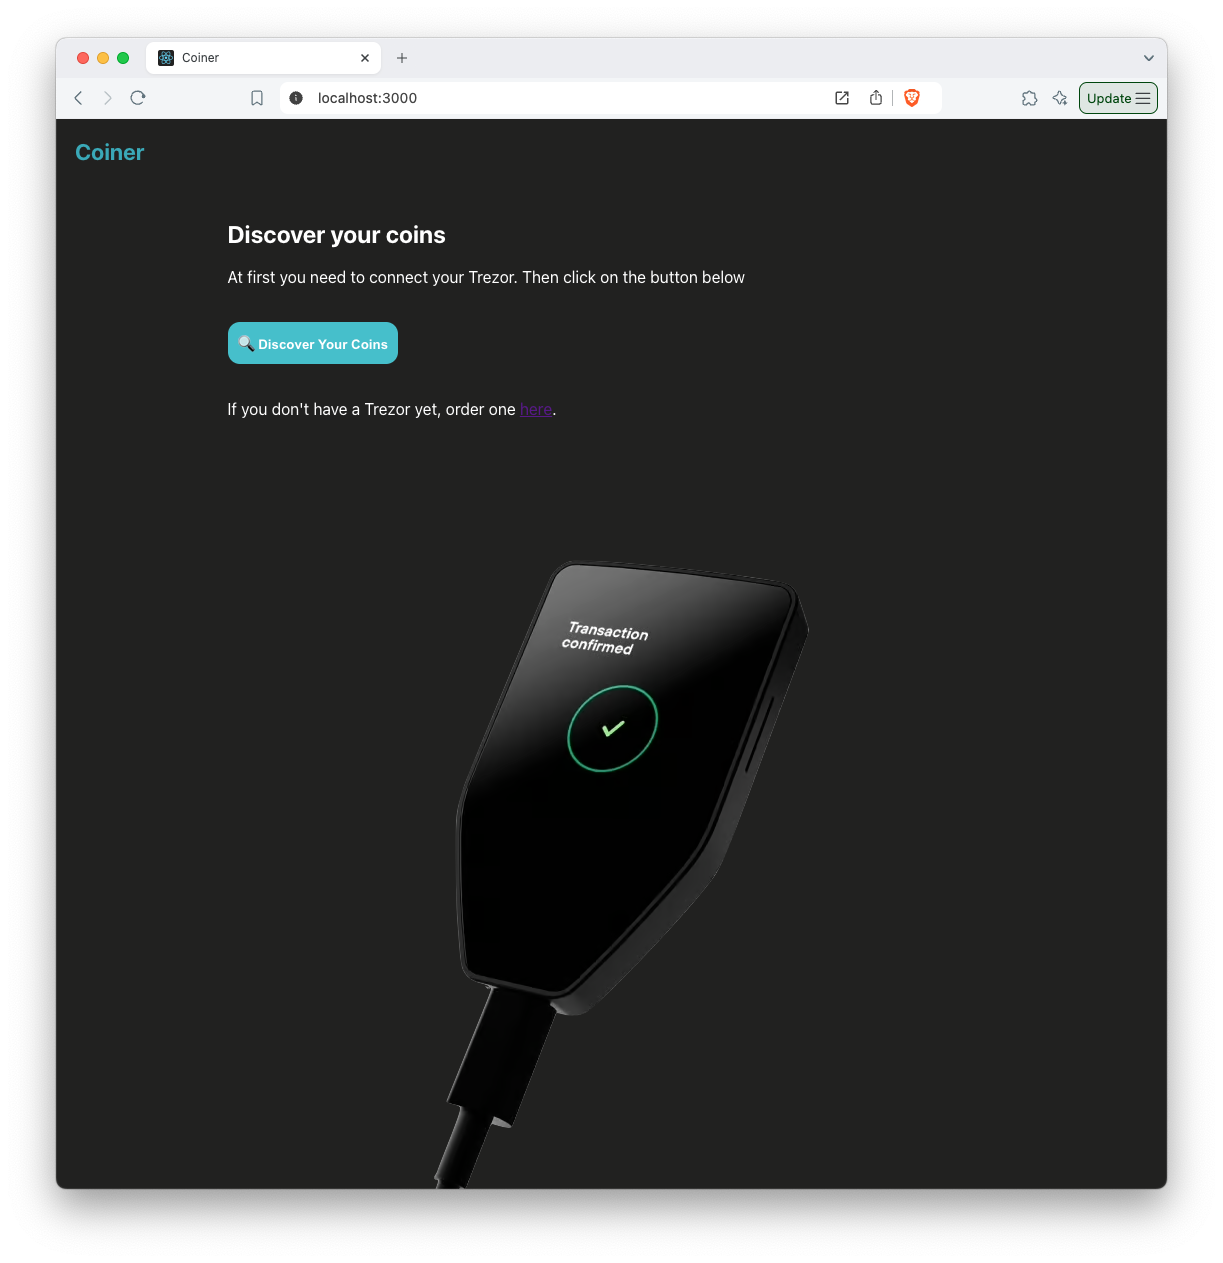 Coiner
localhost:3000
Update
Coiner
Discover your coins
At first you need to connect your Trezor. Then click on the button below
🔍 Discover Your Coins
If you don't have a Trezor yet, order one here.
Transaction
confirmed